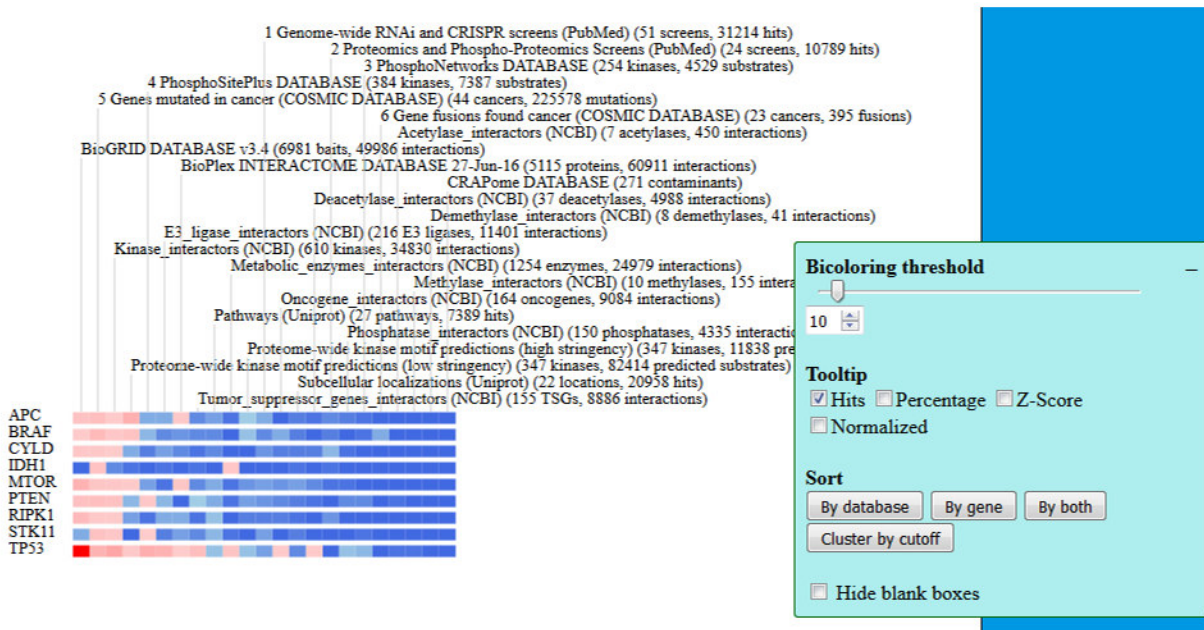 1 Genome-wide RNAi and CRISPR screens (PubMed) (51 screens, 31214 hits)
2 Proteomics and Phospho-Proteomics Screens (PubMed) (24 screens, 10789 hits)
3 PhosphoNetworks DATABASE (254 kinases, 4529 substrates)
4 PhosphoSitePlus DATABASE (384 kinases, 7387 substrates)
5 Genes mutated in cancer (COSMIC DATABASE) (44 cancers, 225578 mutations)
6 Gene fusions found cancer (COSMIC DATABASE) (23 cancers, 395 fusions)
Acetylase_interactors (NCBI) (7 acetylases, 450 interactions)
BioGRID DATABASE v3.4 (6981 baits, 49986 interactions)
BioPlex INTERACTOME DATABASE 27-Jun-16 (5115 proteins, 60911 interactions)
CRAPome DATABASE (271 contaminants)
Deacetylase_interactors (NCBI) (37 deacetylases, 4988 interactions)
Demethylase_interactors (NCBI) (8 demethylases, 41 interactions)
E3_ligase_interactors (NCBI) (216 E3 ligases, 11401 interactions)
Kinase_interactors (NCBI) (610 kinases, 34830 interactions)
Metabolic_enzymes_interactors (NCBI) (1254 enzymes, 24979 interactions)
Methylase_interactors (NCBI) (10 methylases, 155 intera
Oncogene_interactors (NCBI) (164 oncogenes, 9084 interactions)
Pathways (Uniprot) (27 pathways, 7389 hits)
Phosphatase_interactors (NCBI) (150 phosphatases, 4335 interactio
Proteome-wide kinase motif predictions (high stringency) (347 kinases, 11838 pre
Proteome-wide kinase motif predictions (low stringency) (347 kinases, 82414 predicted substrates)
Subcellular localizations (Uniprot) (22 locations, 20958 hits)
Tumor_suppressor_genes_interactors (NCBI) (155 TSGs, 8886 interactions)
APC
BRAF
CYLD
IDH1
MTOR
PTEN
RIPK1
STK11
TP53
Bicoloring threshold –
10
Tooltip
Hits Percentage Z-Score
Normalized
Sort
By database By gene By both
Cluster by cutoff
Hide blank boxes